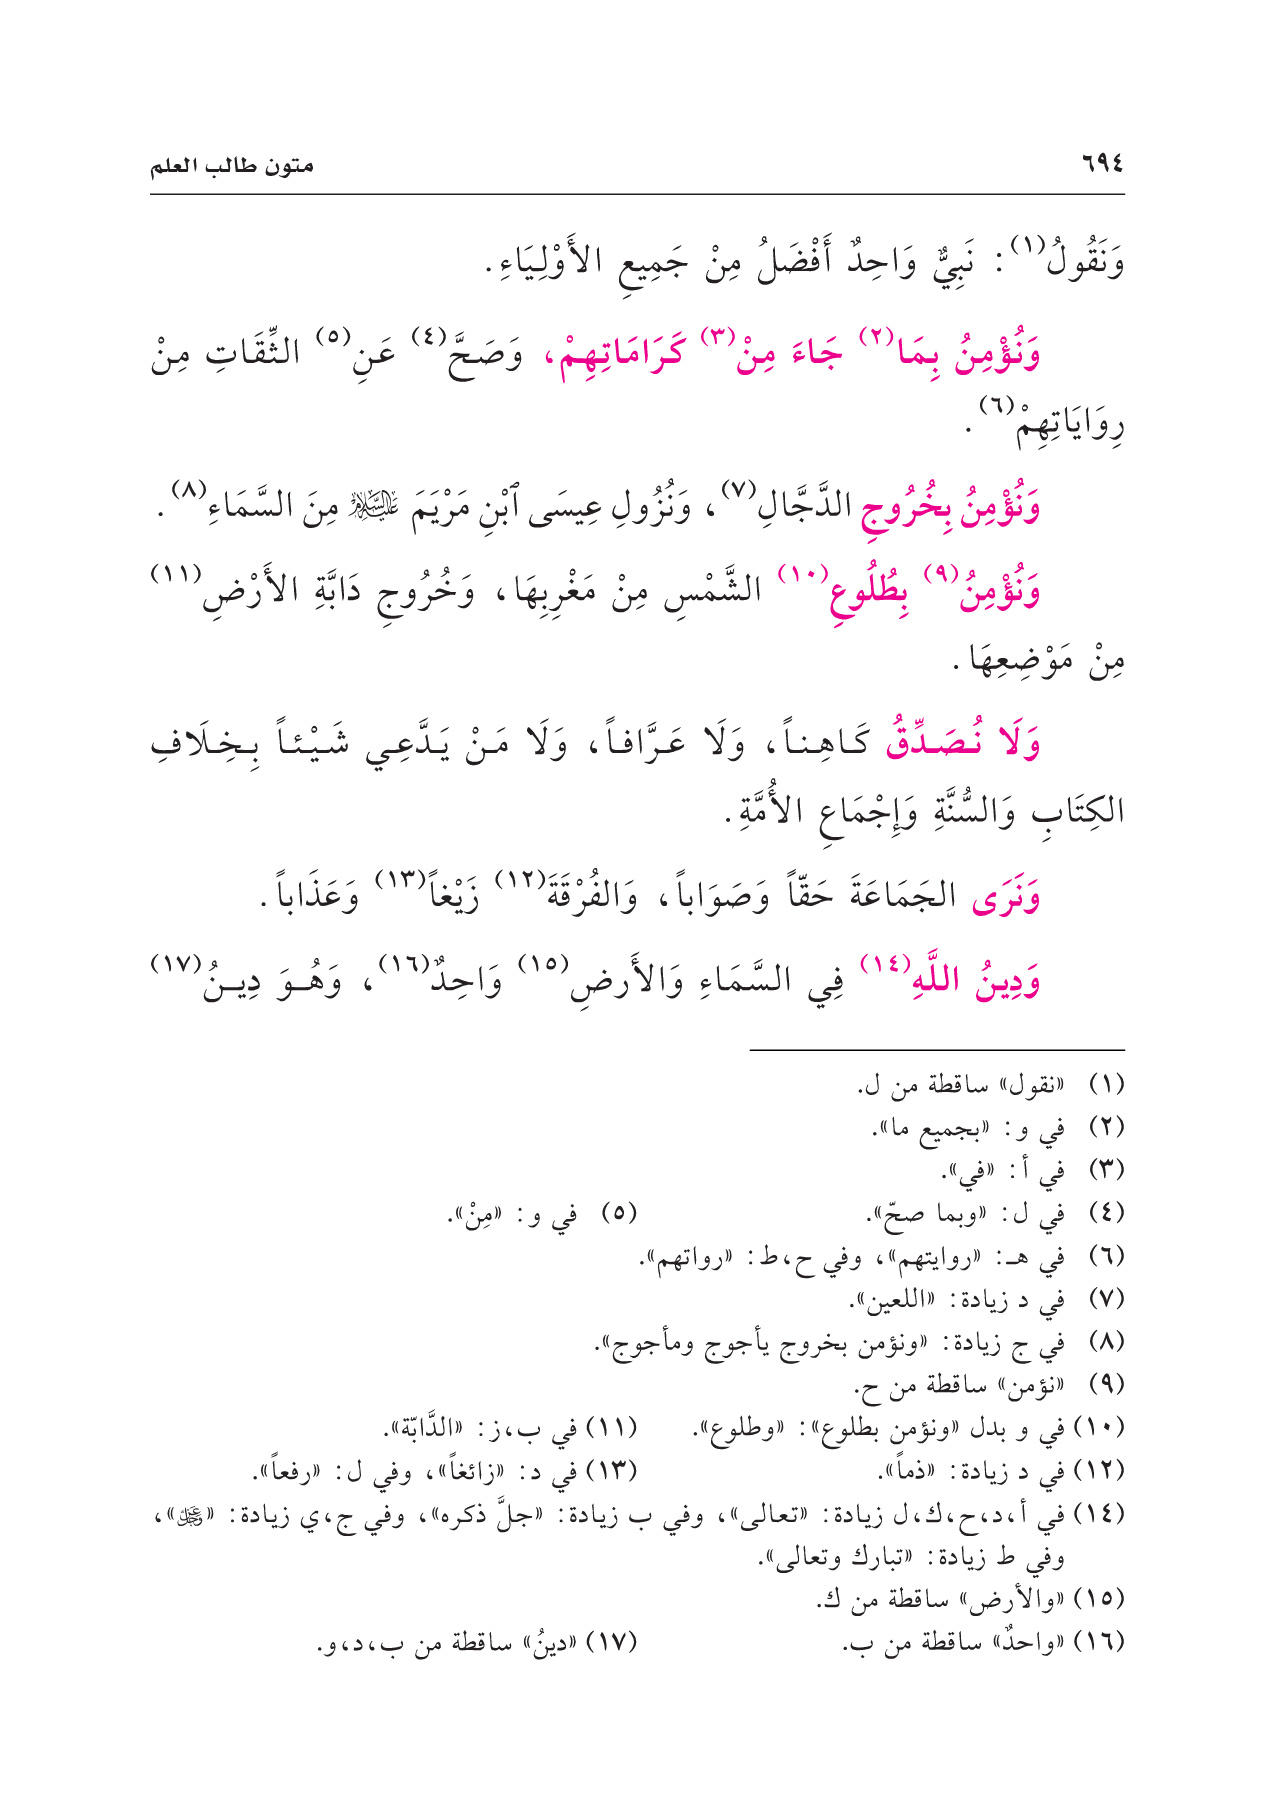 ٦٩٤ متون طالب العلم
وَنَقُولُ(١): نَبِيٌّ وَاحِدٌ أَفْضَلُ مِنْ جَمِيعِ الأَوْلِيَاءِ.
وَنُؤْمِنُ بِمَا(٢) جَاءَ مِنْ(٣) كَرَامَاتِهِمْ، وَصَحَّ(٤) عَنِ(٥) الثِّقَاتِ مِنْ
رِوَايَاتِهِمْ(٦).
وَنُؤْمِنُ بِخُرُوجِ الدَّجَّالِ(٧)، وَنُزُولِ عِيسَى ٱبْنِ مَرْيَمَ عَلَيْهِ السَّلَامُ مِنَ السَّمَاءِ(٨).
وَنُؤْمِنُ(٩) بِطُلُوعِ(١٠) الشَّمْسِ مِنْ مَغْرِبِهَا، وَخُرُوجِ دَابَّةِ الأَرْضِ(١١)
مِنْ مَوْضِعِهَا.
وَلَا نُصَدِّقُ كَاهِناً، وَلَا عَرَّافاً، وَلَا مَنْ يَدَّعِي شَيْئاً بِخِلَافِ
الكِتَابِ وَالسُّنَّةِ وَإِجْمَاعِ الأُمَّةِ.
وَنَرَى الجَمَاعَةَ حَقّاً وَصَوَاباً، وَالفُرْقَةَ(١٢) زَيْغاً(١٣) وَعَذَاباً.
وَدِينُ اللَّهِ(١٤) فِي السَّمَاءِ وَالأَرضِ(١٥) وَاحِدٌ(١٦)، وَهُوَ دِينُ(١٧)
(١) «نقول» ساقطة من ل.
(٢) في و: «بجميع ما».
(٣) في أ: «في».
(٤) في ل: «وبما صحّ». (٥) في و: «مِنْ».
(٦) في هـ: «روايتهم»، وفي ح،ط: «رواتهم».
(٧) في د زيادة: «اللعين».
(٨) في ج زيادة: «ونؤمن بخروج يأجوج ومأجوج».
(٩) «نؤمن» ساقطة من ح.
(١٠) في و بدل «ونؤمن بطلوع»: «وطلوع». (١١) في ب،ز: «الدَّابّة».
(١٢) في د زيادة: «ذماً». (١٣) في د: «زائغاً»، وفي ل: «رفعاً».
(١٤) في أ،د،ح،ك،ل زيادة: «تعالى»، وفي ب زيادة: «جلَّ ذكره»، وفي ج،ي زيادة: «عَزَّ وَجَلَّ»،
وفي ط زيادة: «تبارك وتعالى».
(١٥) «والأرض» ساقطة من ك.
(١٦) «واحدٌ» ساقطة من ب. (١٧) «دينُ» ساقطة من ب،د،و.